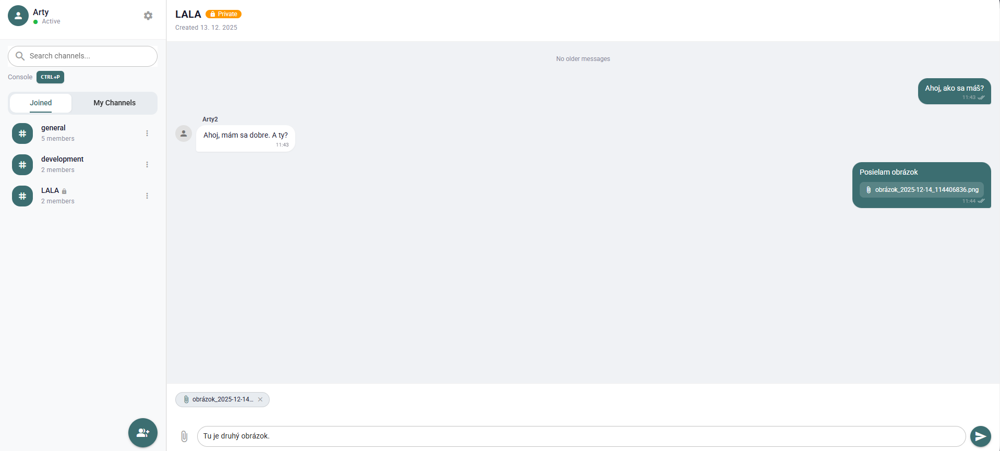 Arty
Active
Search channels...
Console CTRL+P
Joined My Channels
general
5 members
development
2 members
LALA
2 members
LALA Private
Created 13. 12. 2025
No older messages
Ahoj, ako sa máš?
11:43
Arty2
Ahoj, mám sa dobre. A ty?
11:43
Posielam obrázok
obrázok_2025-12-14_114406836.png
11:44
obrázok_2025-12-14...
Tu je druhý obrázok.